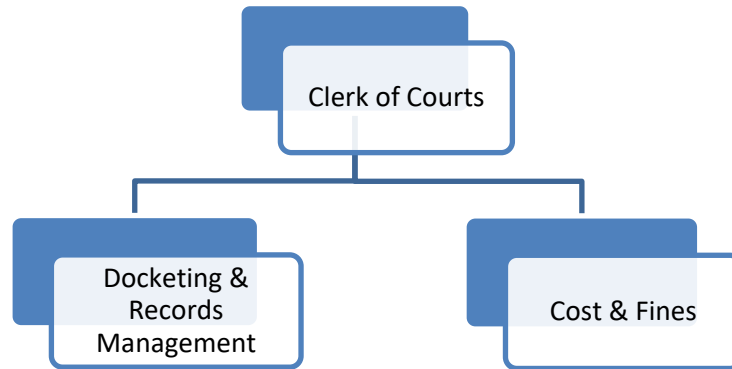 Clerk of Courts
Docketing &
Records
Management
Cost & Fines